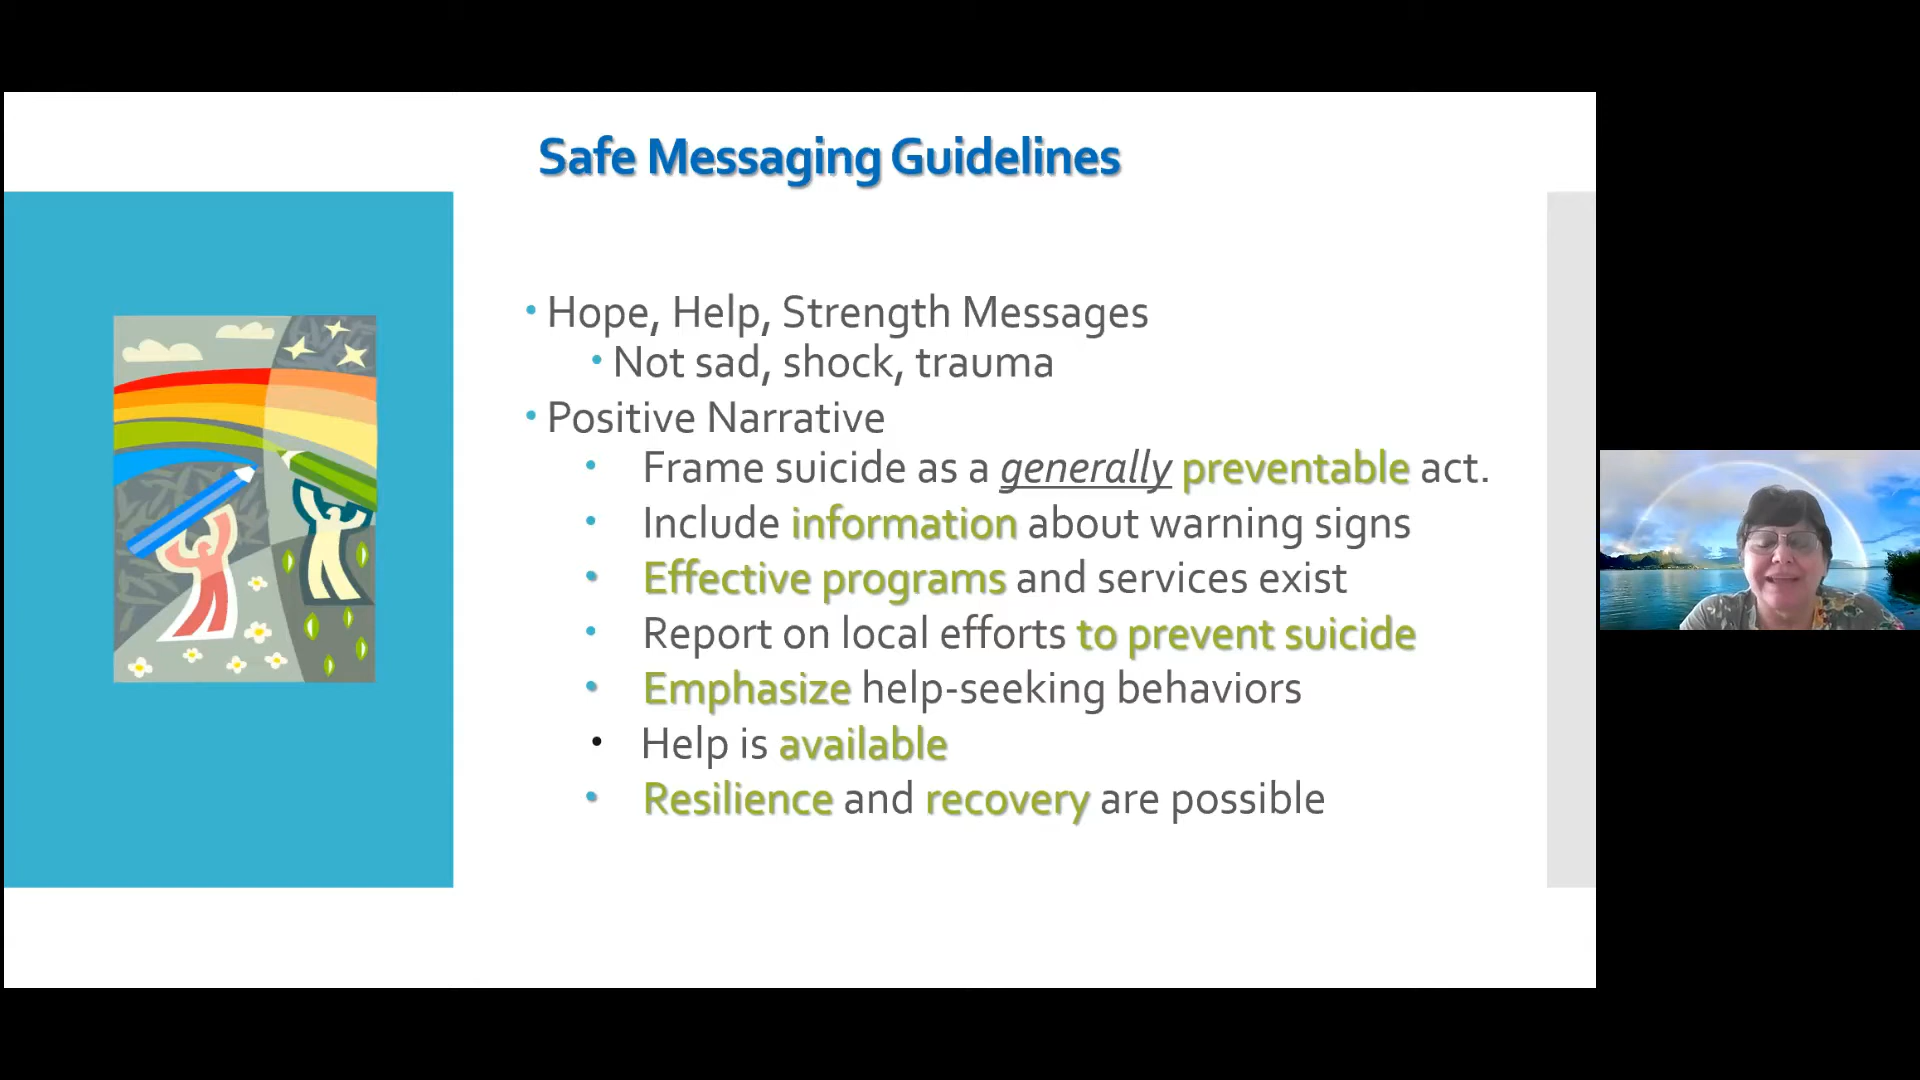 Safe Messaging Guidelines
• Hope, Help, Strength Messages
• Not sad, shock, trauma
• Positive Narrative
• Frame suicide as a generally preventable act.
• Include information about warning signs
• Effective programs and services exist
• Report on local efforts to prevent suicide
• Emphasize help-seeking behaviors
• Help is available
• Resilience and recovery are possible